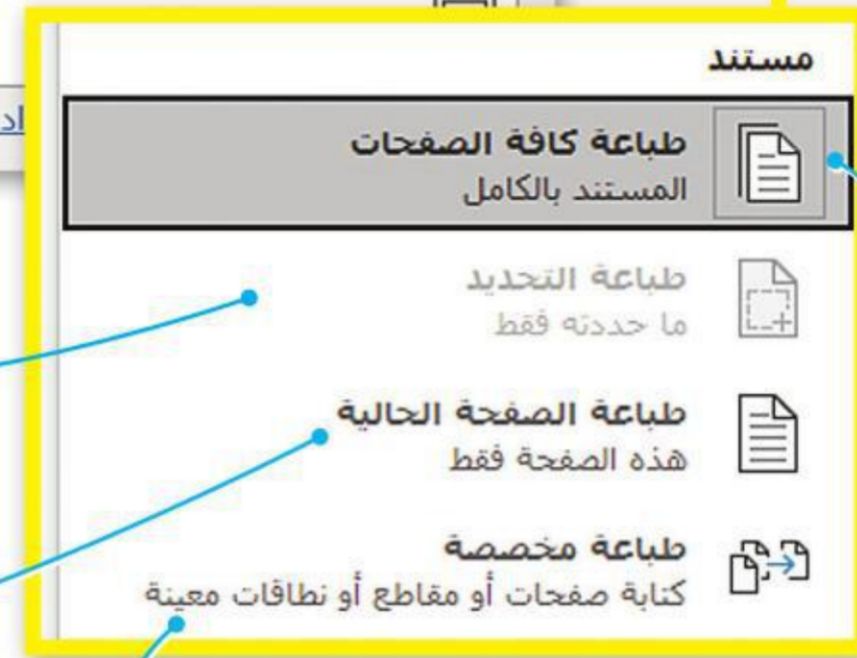 مستند
طباعة كافة الصفحات
المستند بالكامل
طباعة التحديد
ما حددته فقط
طباعة الصفحة الحالية
هذه الصفحة فقط
طباعة مخصصة
كتابة صفحات أو مقاطع أو نطاقات معينة